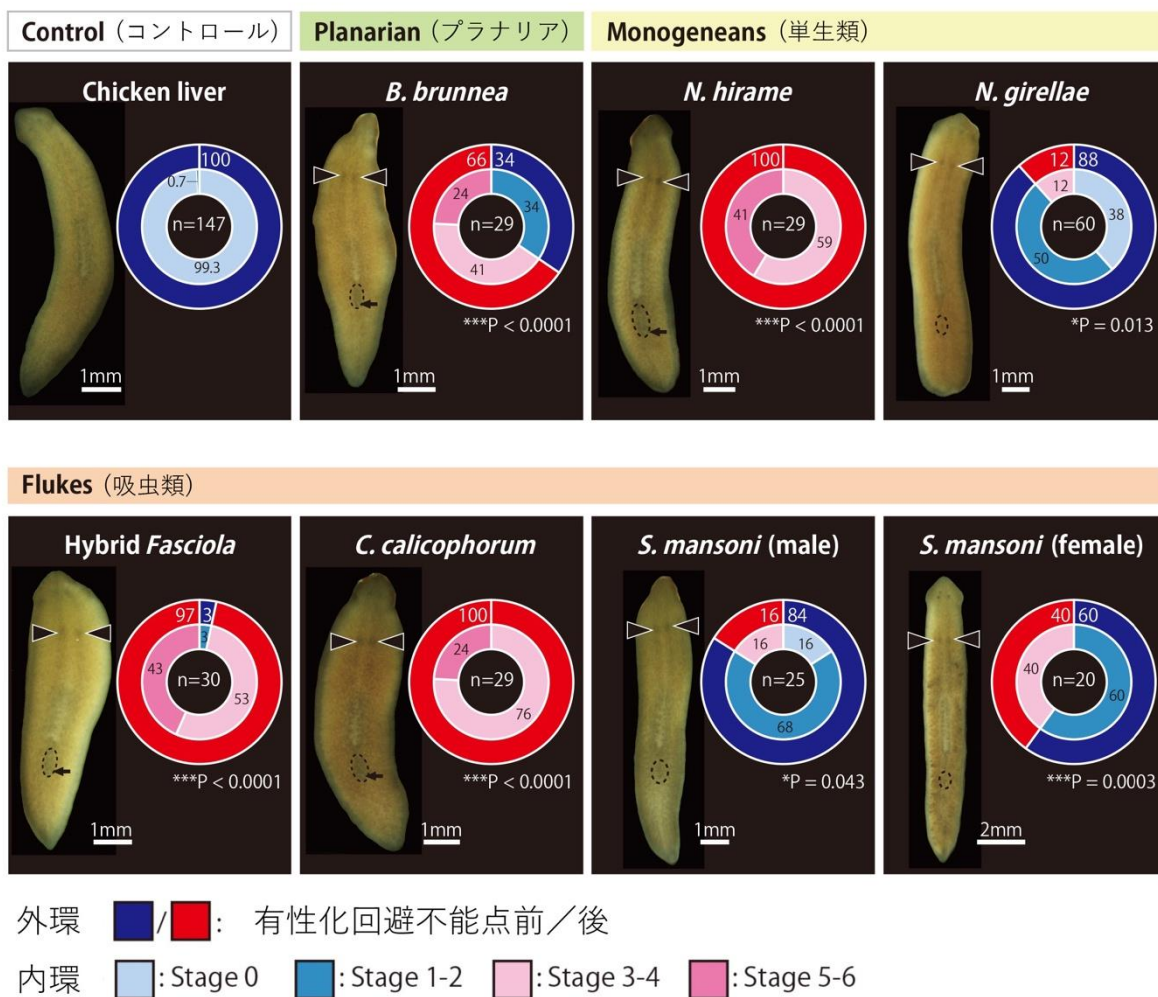 Control（コントロール）
Planarian（プラナリア）
Monogeneans（単生類）
Chicken liver
100
0.7
n=147
99.3
1mm
B. brunnea
66 34
24
34
n=29
41
***P < 0.0001
1mm
N. hirame
100
41
n=29
59
***P < 0.0001
1mm
N. girellae
12 88
12
38
n=60
50
*P = 0.013
1mm
Flukes（吸虫類）
Hybrid Fasciola
97 3
3
43
n=30
53
***P < 0.0001
1mm
C. calicophorum
100
24
n=29
76
***P < 0.0001
1mm
S. mansoni (male)
16 84
16 16
n=25
68
*P = 0.043
1mm
S. mansoni (female)
40 60
40
n=20
60
***P = 0.0003
2mm
外環 / : 有性化回避不能点前／後
内環 : Stage 0 : Stage 1-2 : Stage 3-4 : Stage 5-6